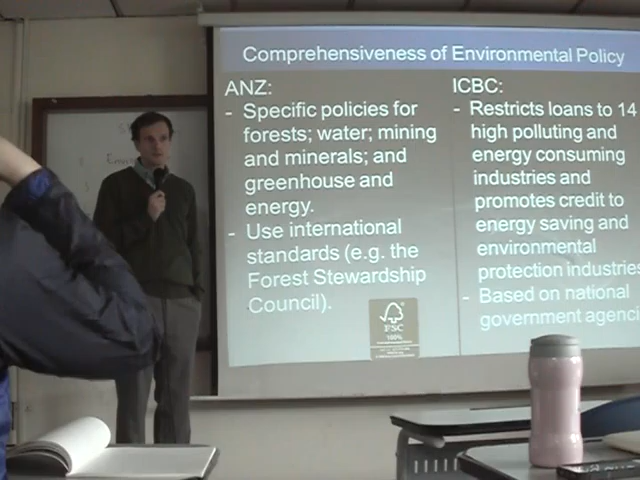 Comprehensiveness of Environmental Policy
ANZ:
- Specific policies for
forests; water; mining
and minerals; and
greenhouse and
energy.
- Use international
standards (e.g. the
Forest Stewardship
Council).
FSC
100%
ICBC:
- Restricts loans to 14
high polluting and
energy consuming
industries and
promotes credit to
energy saving and
environmental
protection industries
- Based on national
government agenci